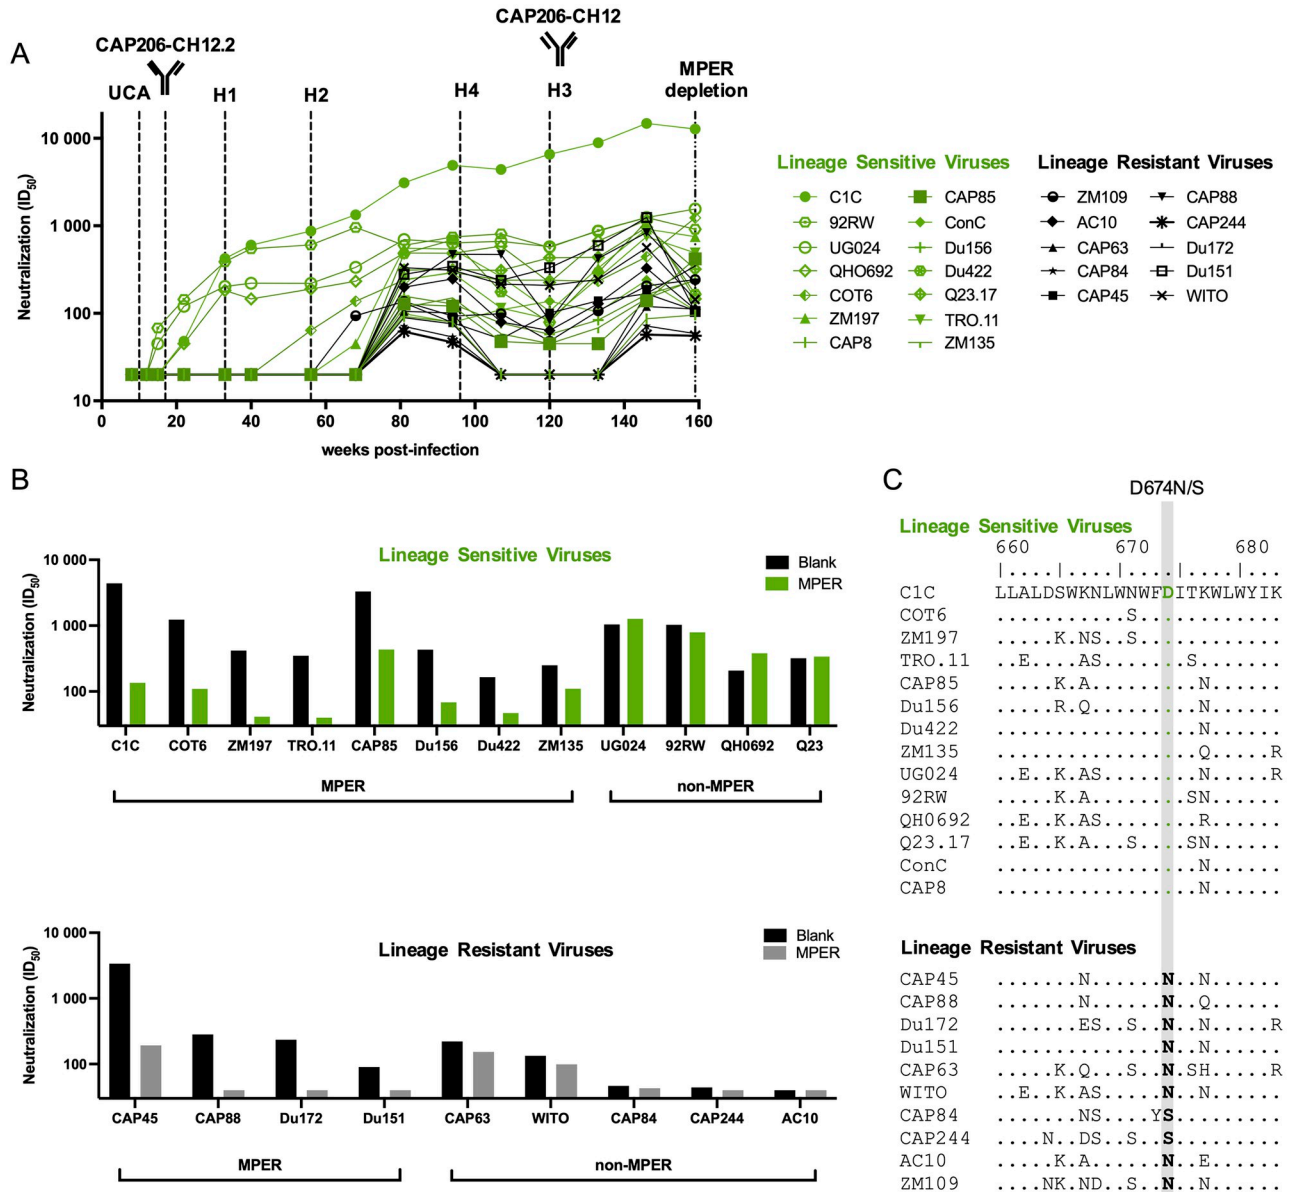 A
CAP206-CH12.2
CAP206-CH12
UCA
H1
H2
H4
H3
MPER
depletion
Neutralization (ID50)
10 000
1 000
100
10
0
20
40
60
80
100
120
140
160
weeks post-infection
Lineage Sensitive Viruses
C1C
92RW
UG024
QHO692
COT6
ZM197
CAP8
CAP85
ConC
Du156
Du422
Q23.17
TRO.11
ZM135
Lineage Resistant Viruses
ZM109
AC10
CAP63
CAP84
CAP45
CAP88
CAP244
Du172
Du151
WITO
B
Neutralization (ID50)
10 000
1 000
100
Lineage Sensitive Viruses
Blank
MPER
C1C
COT6
ZM197
TRO.11
CAP85
Du156
Du422
ZM135
UG024
92RW
QH0692
Q23
MPER
non-MPER
Neutralization (ID50)
10 000
1 000
100
Lineage Resistant Viruses
Blank
MPER
CAP45
CAP88
Du172
Du151
CAP63
WITO
CAP84
CAP244
AC10
MPER
non-MPER
C
D674N/S
Lineage Sensitive Viruses
660 670 680
|....|....|....|....|...
C1C LLALDSWKNLWNWFDITKWLWYIK
COT6 ...........S............
ZM197 .....K.NS..S............
TRO.11 ..E....AS.......S.......
CAP85 .....K.A.........N......
Du156 .....R.Q.........N......
Du422 .................N......
ZM135 .................Q.....R
UG024 ..E..K.AS........N.....R
92RW .....K.A........SN......
QH0692 ..E..K.AS........R......
Q23.17 ..E..K.A...S....SN......
ConC .................N......
CAP8 .................N......
Lineage Resistant Viruses
CAP45 .......N......N..N......
CAP88 .......N......N..Q......
Du172 .......ES..S..N..N.....R
Du151 ..............N..N......
CAP63 .....K.Q...S..N.SH.....R
WITO ..E..K.AS.....N..N......
CAP84 .......NS....YS.........
CAP244 ....N..DS..S..S.........
AC10 .....K.A......N..E......
ZM109 ....NK.ND..S..N..N......